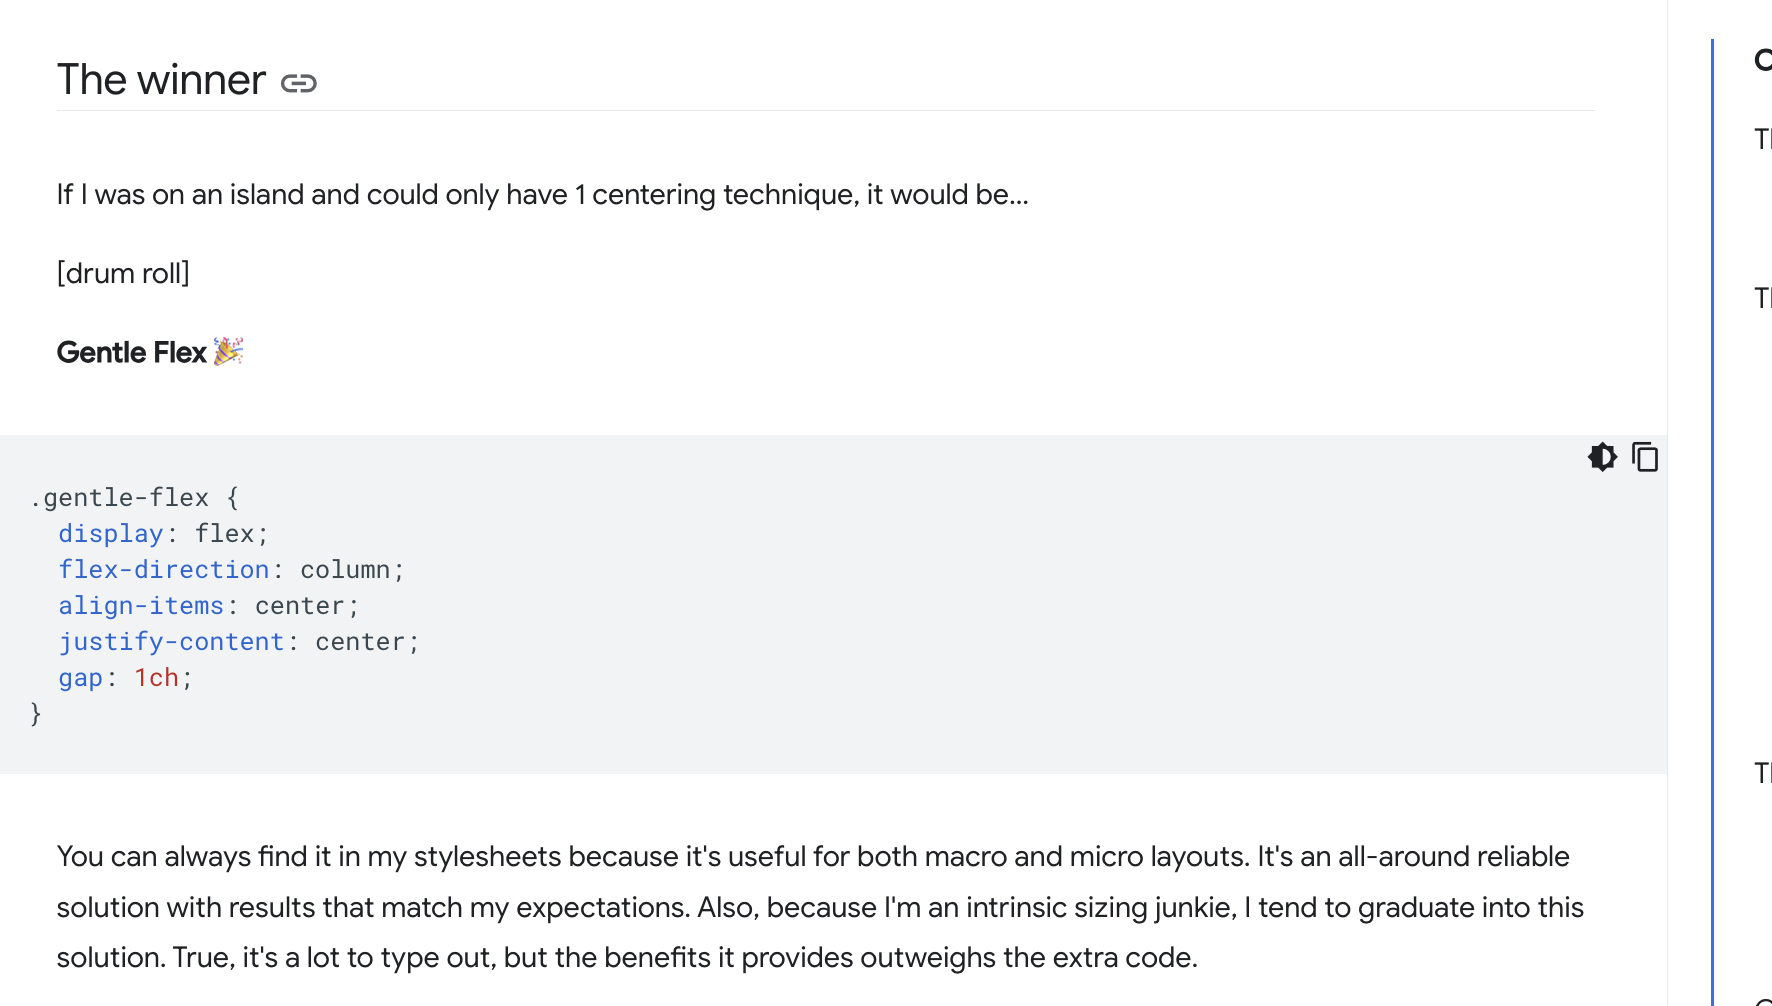 The winner
If I was on an island and could only have 1 centering technique, it would be...
[drum roll]
Gentle Flex 🎉
.gentle-flex {
  display: flex;
  flex-direction: column;
  align-items: center;
  justify-content: center;
  gap: 1ch;
}
You can always find it in my stylesheets because it's useful for both macro and micro layouts. It's an all-around reliable
solution with results that match my expectations. Also, because I'm an intrinsic sizing junkie, I tend to graduate into this
solution. True, it's a lot to type out, but the benefits it provides outweighs the extra code.